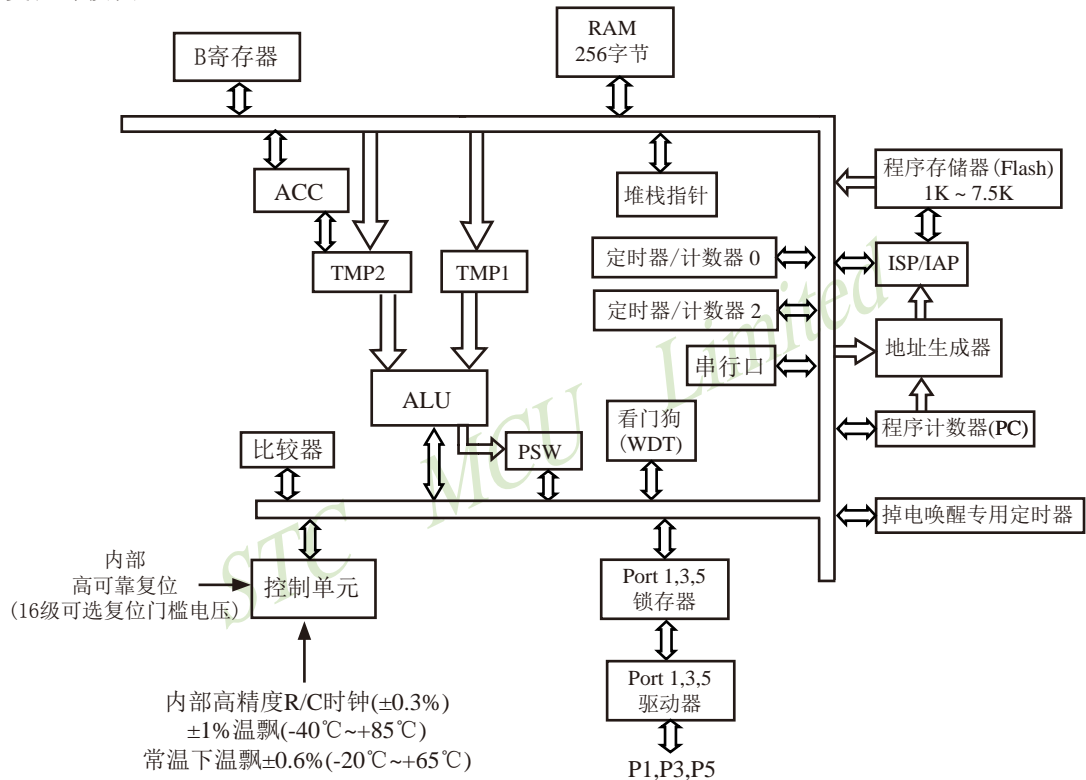 RAM
256字节
B寄存器
ACC
堆栈指针
程序存储器(Flash)
1K ~ 7.5K
TMP2
TMP1
定时器/计数器 0
ISP/IAP
定时器/计数器 2
地址生成器
串行口
ALU
看门狗
(WDT)
程序计数器(PC)
比较器
PSW
掉电唤醒专用定时器
内部
高可靠复位
(16级可选复位门槛电压)
控制单元
Port 1,3,5
锁存器
Port 1,3,5
驱动器
内部高精度R/C时钟(±0.3%)
±1%温飘(-40℃~+85℃)
常温下温飘±0.6%(-20℃~+65℃)
P1,P3,P5
STC MCU Limited